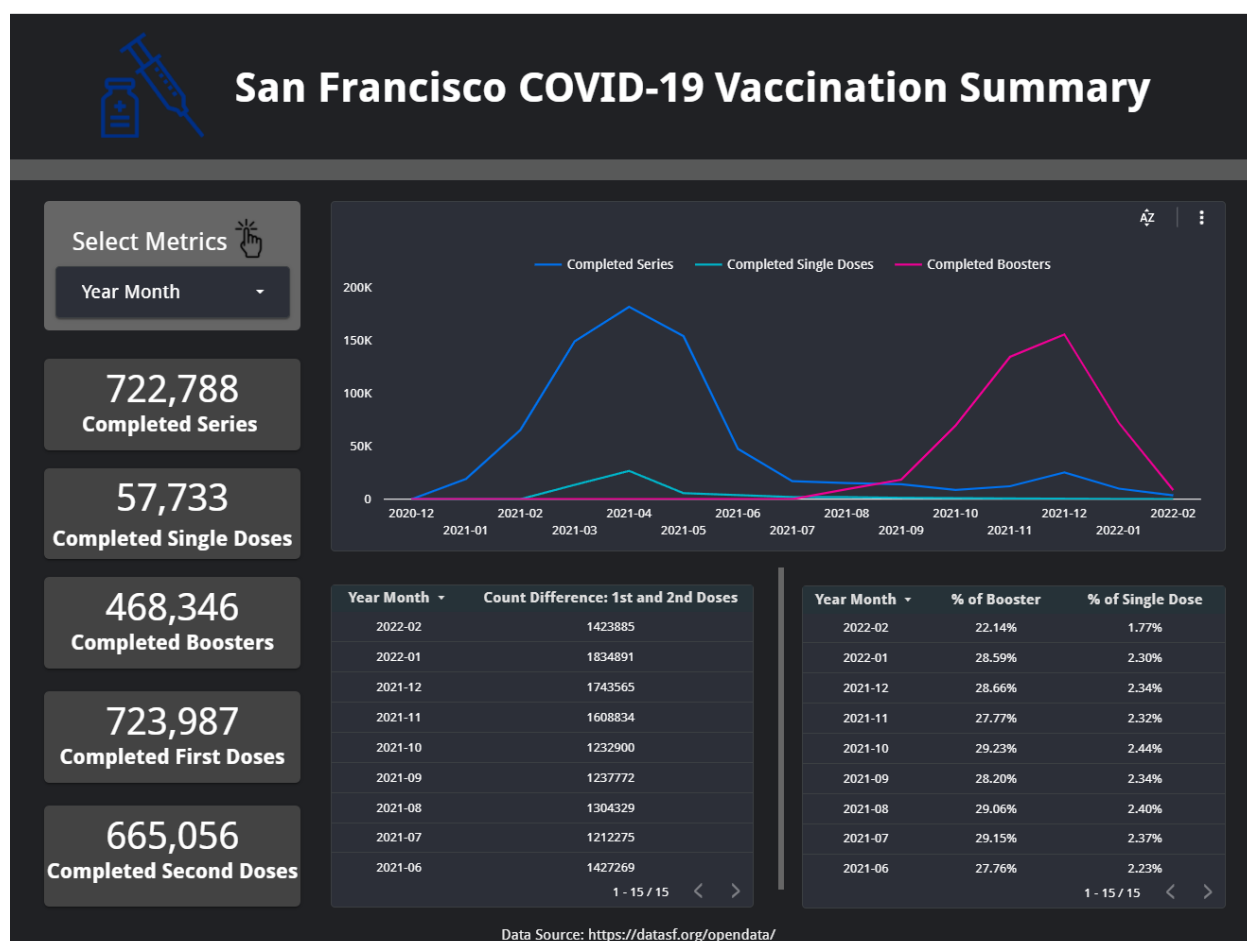 San Francisco COVID-19 Vaccination Summary
Select Metrics
Year Month
722,788
Completed Series
57,733
Completed Single Doses
468,346
Completed Boosters
723,987
Completed First Doses
665,056
Completed Second Doses
AZ
Completed Series Completed Single Doses Completed Boosters
200K
150K
100K
50K
0
2020-12 2021-02 2021-04 2021-06 2021-08 2021-10 2021-12 2022-02
2021-01 2021-03 2021-05 2021-07 2021-09 2021-11 2022-01
Year Month Count Difference: 1st and 2nd Doses
2022-02 1423885
2022-01 1834891
2021-12 1743565
2021-11 1608834
2021-10 1232900
2021-09 1237772
2021-08 1304329
2021-07 1212275
2021-06 1427269
1 - 15 / 15
Year Month % of Booster % of Single Dose
2022-02 22.14% 1.77%
2022-01 28.59% 2.30%
2021-12 28.66% 2.34%
2021-11 27.77% 2.32%
2021-10 29.23% 2.44%
2021-09 28.20% 2.34%
2021-08 29.06% 2.40%
2021-07 29.15% 2.37%
2021-06 27.76% 2.23%
1 - 15 / 15
Data Source: https://datasf.org/opendata/